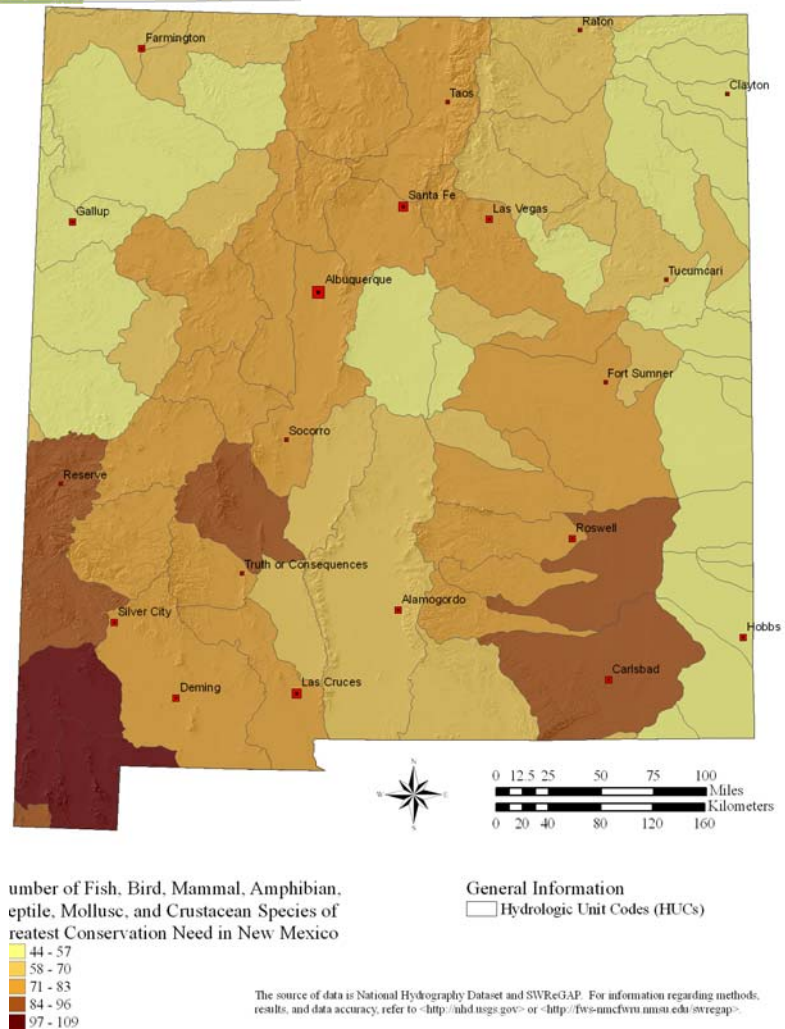 Raton
Farmington
Clayton
Taos
Santa Fe
Las Vegas
Gallup
Tucumcari
Albuquerque
Fort Sumner
Socorro
Reserve
Roswell
Truth or Consequences
Alamogordo
Silver City
Hobbs
Carlsbad
Las Cruces
Deming
N
W E
S
0 12.5 25 50 75 100
Miles
Kilometers
0 20 40 80 120 160
umber of Fish, Bird, Mammal, Amphibian,
eptile, Mollusc, and Crustacean Species of
reatest Conservation Need in New Mexico
44 - 57
58 - 70
71 - 83
84 - 96
97 - 109
General Information
Hydrologic Unit Codes (HUCs)
The source of data is National Hydrography Dataset and SWReGAP. For information regarding methods,
results, and data accuracy, refer to <http://nhd.usgs.gov> or <http://fws-nmcfwru.nmsu.edu/swregap>.